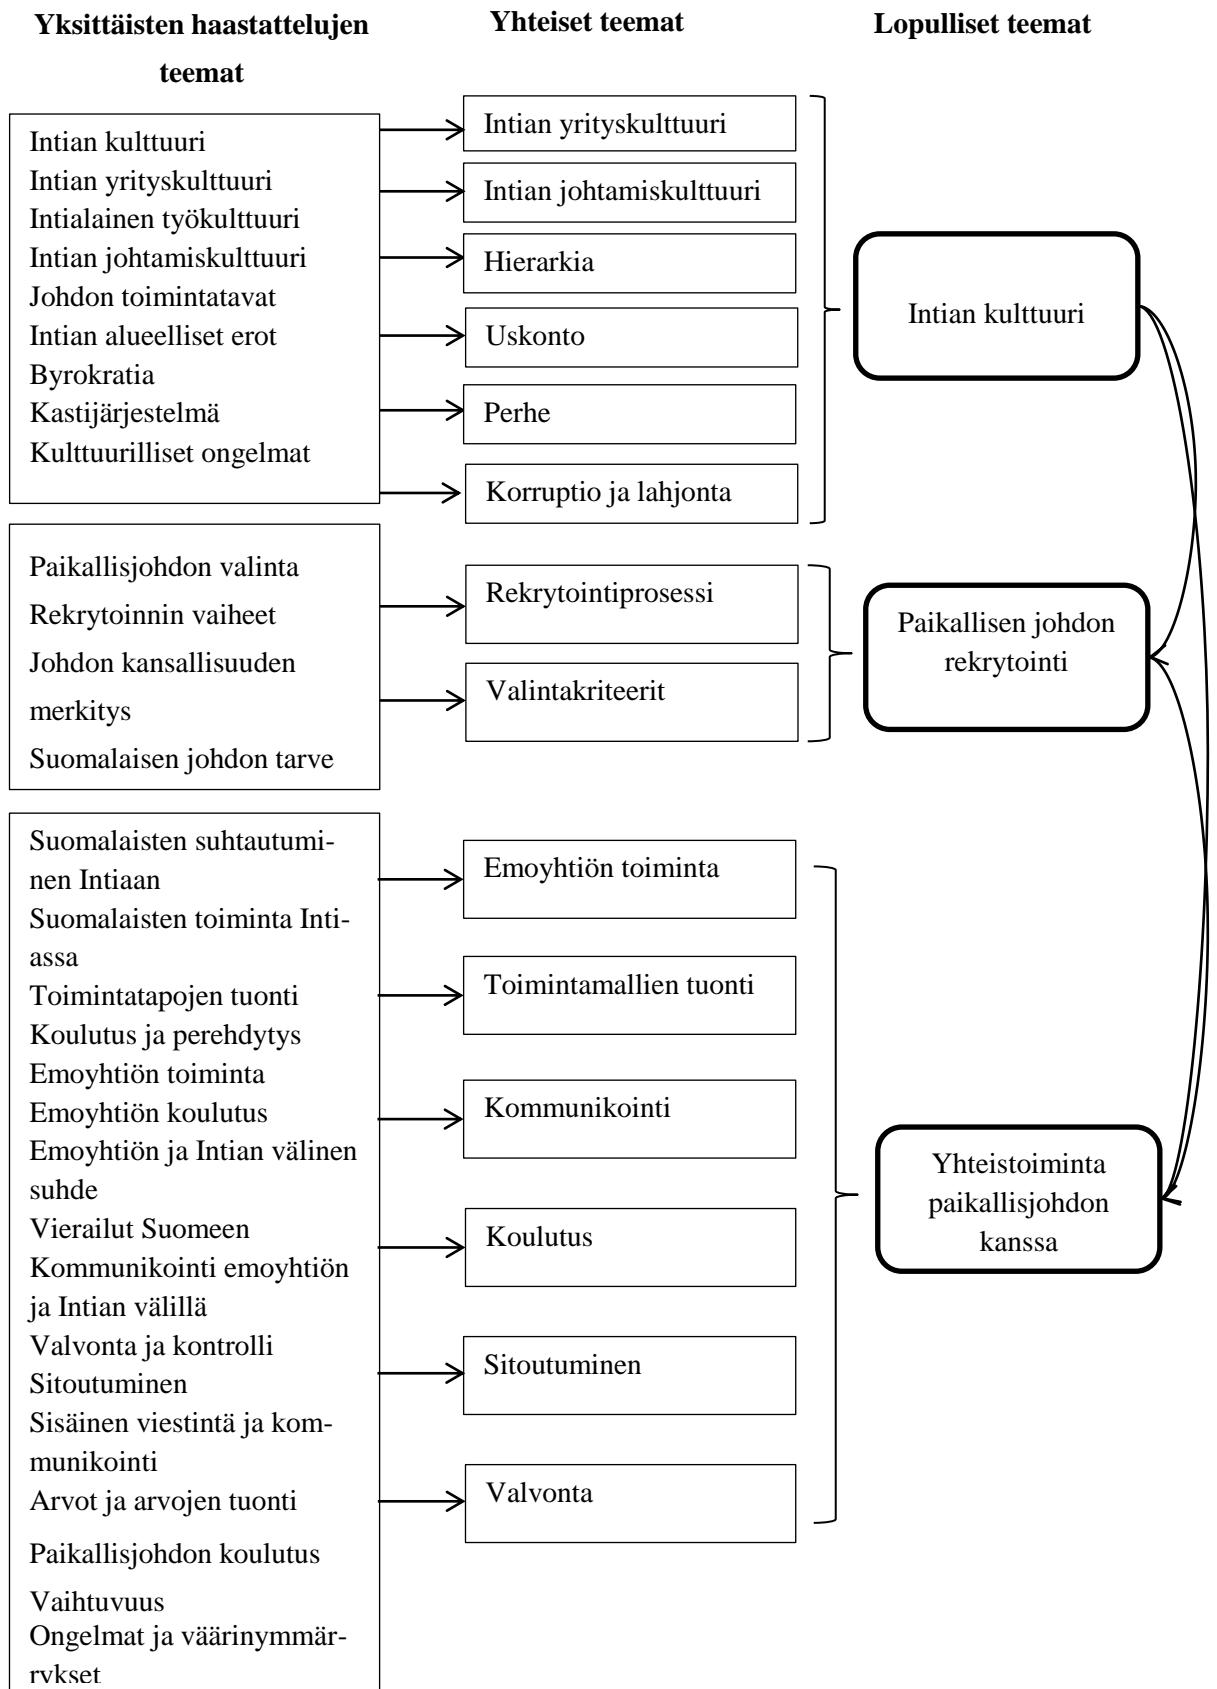 Yksittäisten haastattelujen
teemat
Yhteiset teemat
Lopulliset teemat
Intian kulttuuri
Intian yrityskulttuuri
Intialainen työkulttuuri
Intian johtamiskulttuuri
Johdon toimintatavat
Intian alueelliset erot
Byrokratia
Kastijärjestelmä
Kulttuurilliset ongelmat
Intian yrityskulttuuri
Intian johtamiskulttuuri
Hierarkia
Uskonto
Perhe
Korruptio ja lahjonta
Intian kulttuuri
Paikallisjohdon valinta
Rekrytoinnin vaiheet
Johdon kansallisuuden
merkitys
Suomalaisen johdon tarve
Rekrytointiprosessi
Valintakriteerit
Paikallisen johdon
rekrytointi
Suomalaisten suhtautumi-
nen Intiaan
Suomalaisten toiminta Inti-
assa
Toimintatapojen tuonti
Koulutus ja perehdytys
Emoyhtiön toiminta
Emoyhtiön koulutus
Emoyhtiön ja Intian välinen
suhde
Vierailut Suomeen
Kommunikointi emoyhtiön
ja Intian välillä
Valvonta ja kontrolli
Sitoutuminen
Sisäinen viestintä ja kom-
munikointi
Arvot ja arvojen tuonti
Paikallisjohdon koulutus
Vaihtuvuus
Ongelmat ja väärinymmär-
rykset
Emoyhtiön toiminta
Toimintamallien tuonti
Kommunikointi
Koulutus
Sitoutuminen
Valvonta
Yhteistoiminta
paikallisjohdon
kanssa